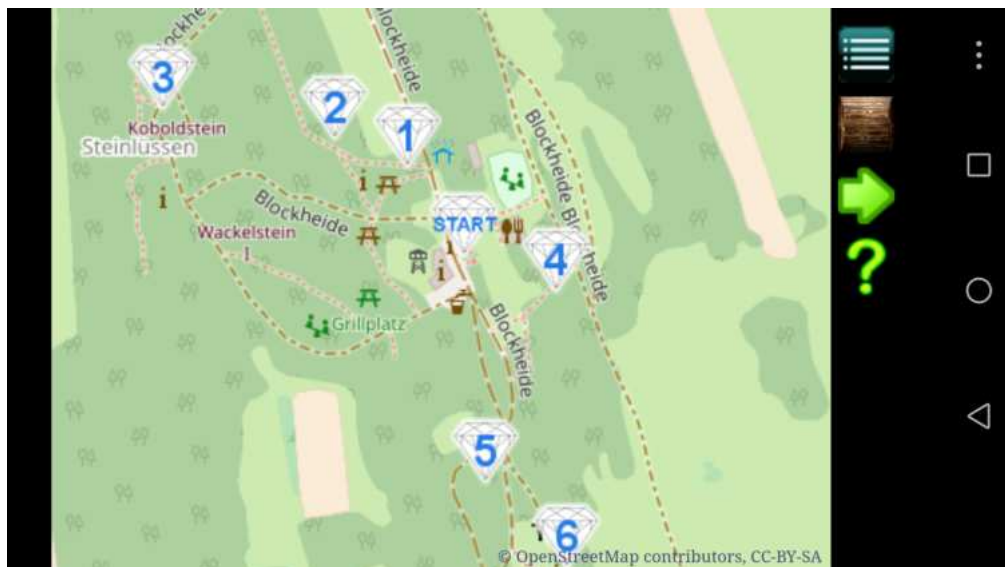 Blockheide
Blockheide
3
2
1
Koboldstein
Steinlüssen
Blockheide
Blockheide
START
Wackelstein
Blockheide
4
Grillplatz
Blockheide
5
6
© OpenStreetMap contributors, CC-BY-SA
?